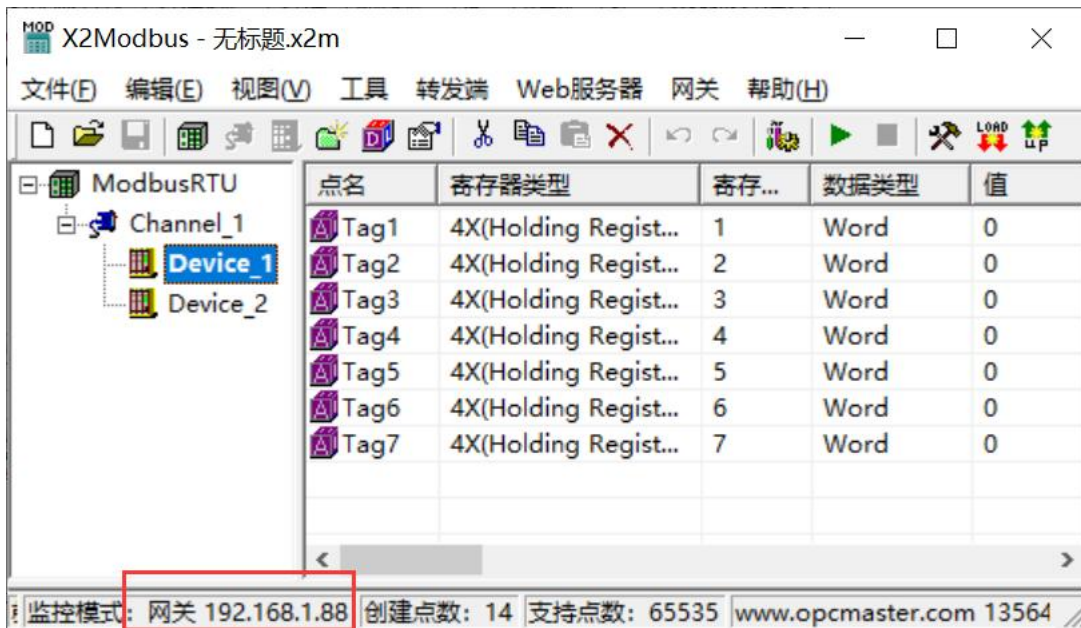 MOD
X2Modbus - 无标题.x2m
文件(F) 编辑(E) 视图(V) 工具 转发端 Web服务器 网关 帮助(H)
D LOAD UP
ModbusRTU
Channel_1
Device_1
Device_2
点名 寄存器类型 寄存... 数据类型 值
Tag1 4X(Holding Regist... 1 Word 0
Tag2 4X(Holding Regist... 2 Word 0
Tag3 4X(Holding Regist... 3 Word 0
Tag4 4X(Holding Regist... 4 Word 0
Tag5 4X(Holding Regist... 5 Word 0
Tag6 4X(Holding Regist... 6 Word 0
Tag7 4X(Holding Regist... 7 Word 0
监控模式: 网关 192.168.1.88 创建点数: 14 支持点数: 65535 www.opcmaster.com 13564